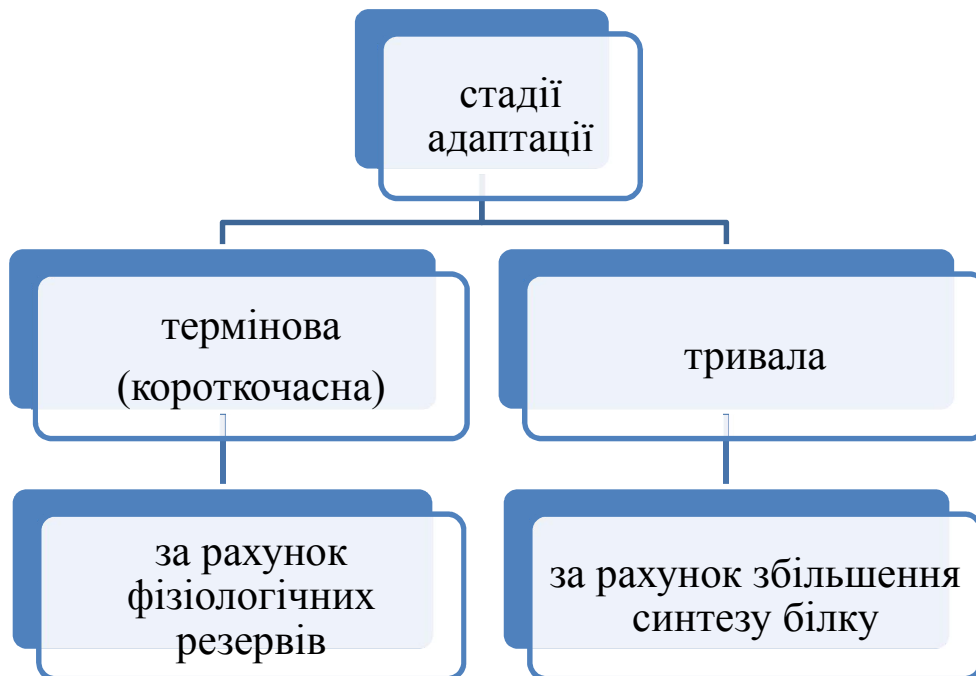 стадії
адаптації
термінова
(короткочасна)
тривала
за рахунок
фізіологічних
резервів
за рахунок збільшення
синтезу білку